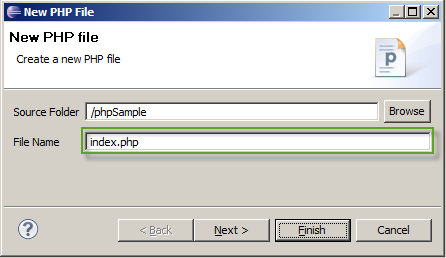 New PHP File
New PHP file
Create a new PHP file
p
Source Folder /phpSample Browse
File Name index.php
? < Back Next > Finish Cancel